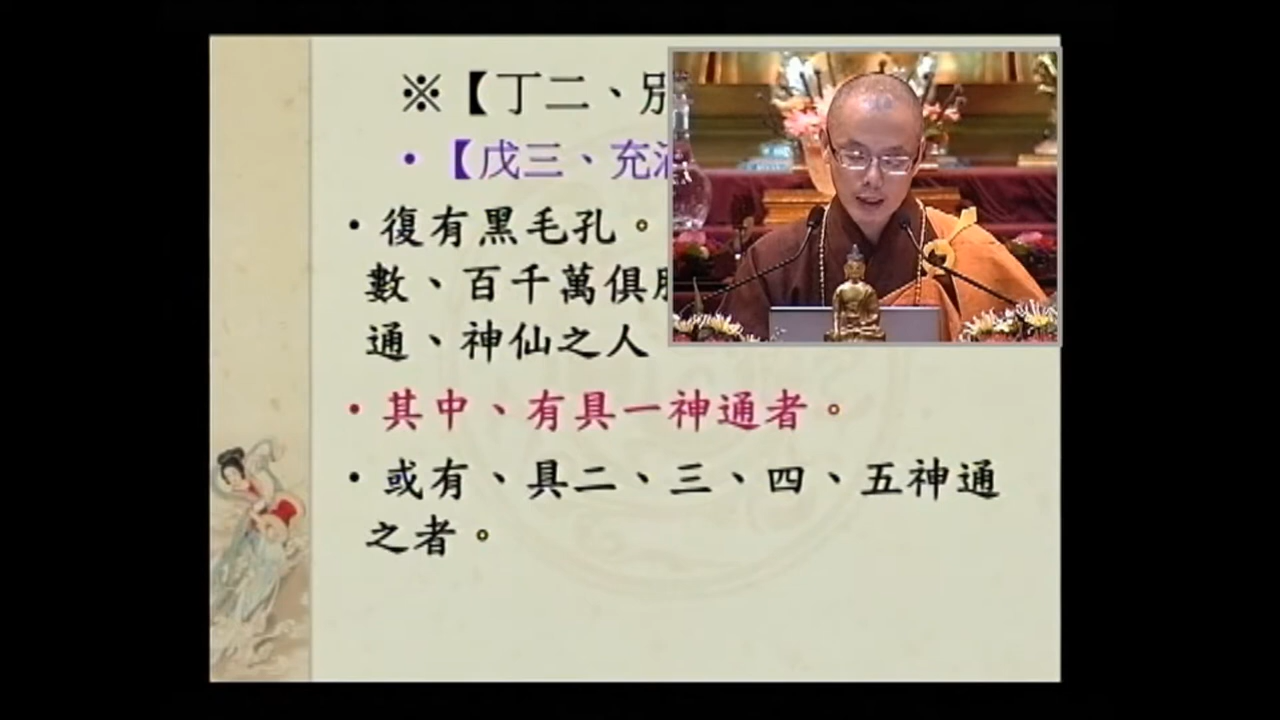 ※【丁二、別
•【戊三、充
•復有黑毛孔。
數、百千萬俱
通、神仙之人
•其中、有具一神通者。
•或有、具二、三、四、五神通
之者。